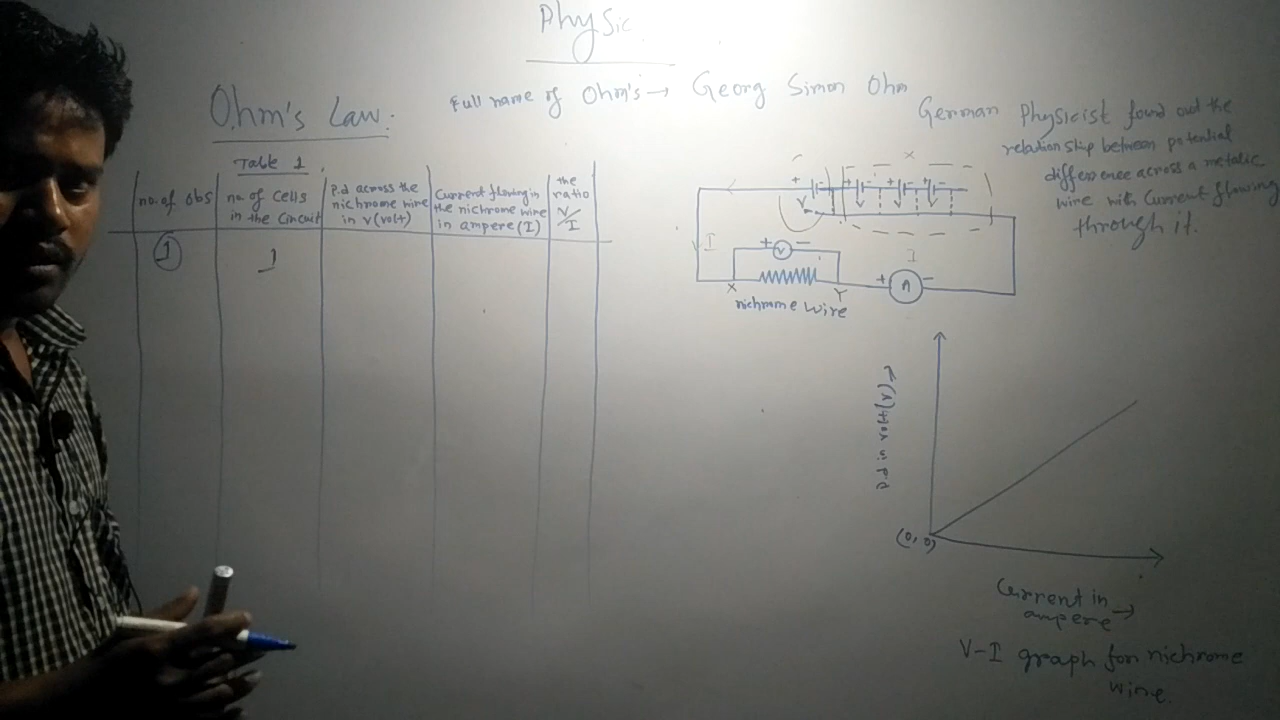 Physic
Ohm's Law:
Full name of Ohm's → Georg Simon Ohm
German Physicist found out the
relationship between potential
difference across a metalic
wire with Current flowing
through it.
Table 1
no. of obs
no. of cells
in the Circuit
P.d across the
nichrome wire
in v(volt)
Current flowing in
the nichrome wire
in ampere (I)
the
ratio
V/I
1
1
X
+ - + - + - + -
I
+ V -
X
Y
I
+ A -
nichrome wire
P.d in volt (V) →
(0, 0)
Current in →
ampere
V-I graph for nichrome
wire.